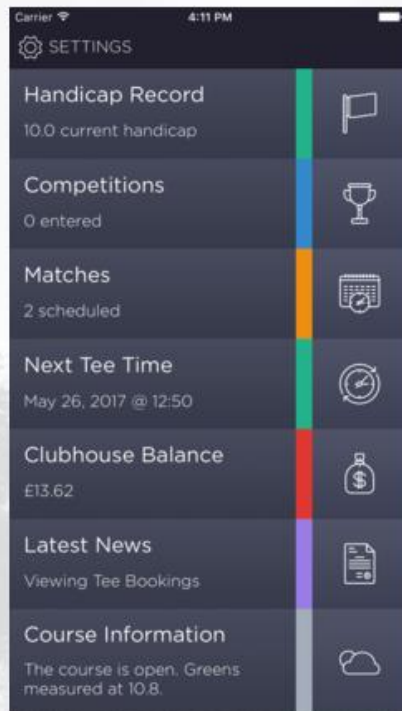 Carrier 4:11 PM
SETTINGS
Handicap Record
10.0 current handicap
Competitions
0 entered
Matches
2 scheduled
Next Tee Time
May 26, 2017 @ 12:50
Clubhouse Balance
£13.62
$
Latest News
Viewing Tee Bookings
Course Information
The course is open. Greens
measured at 10.8.